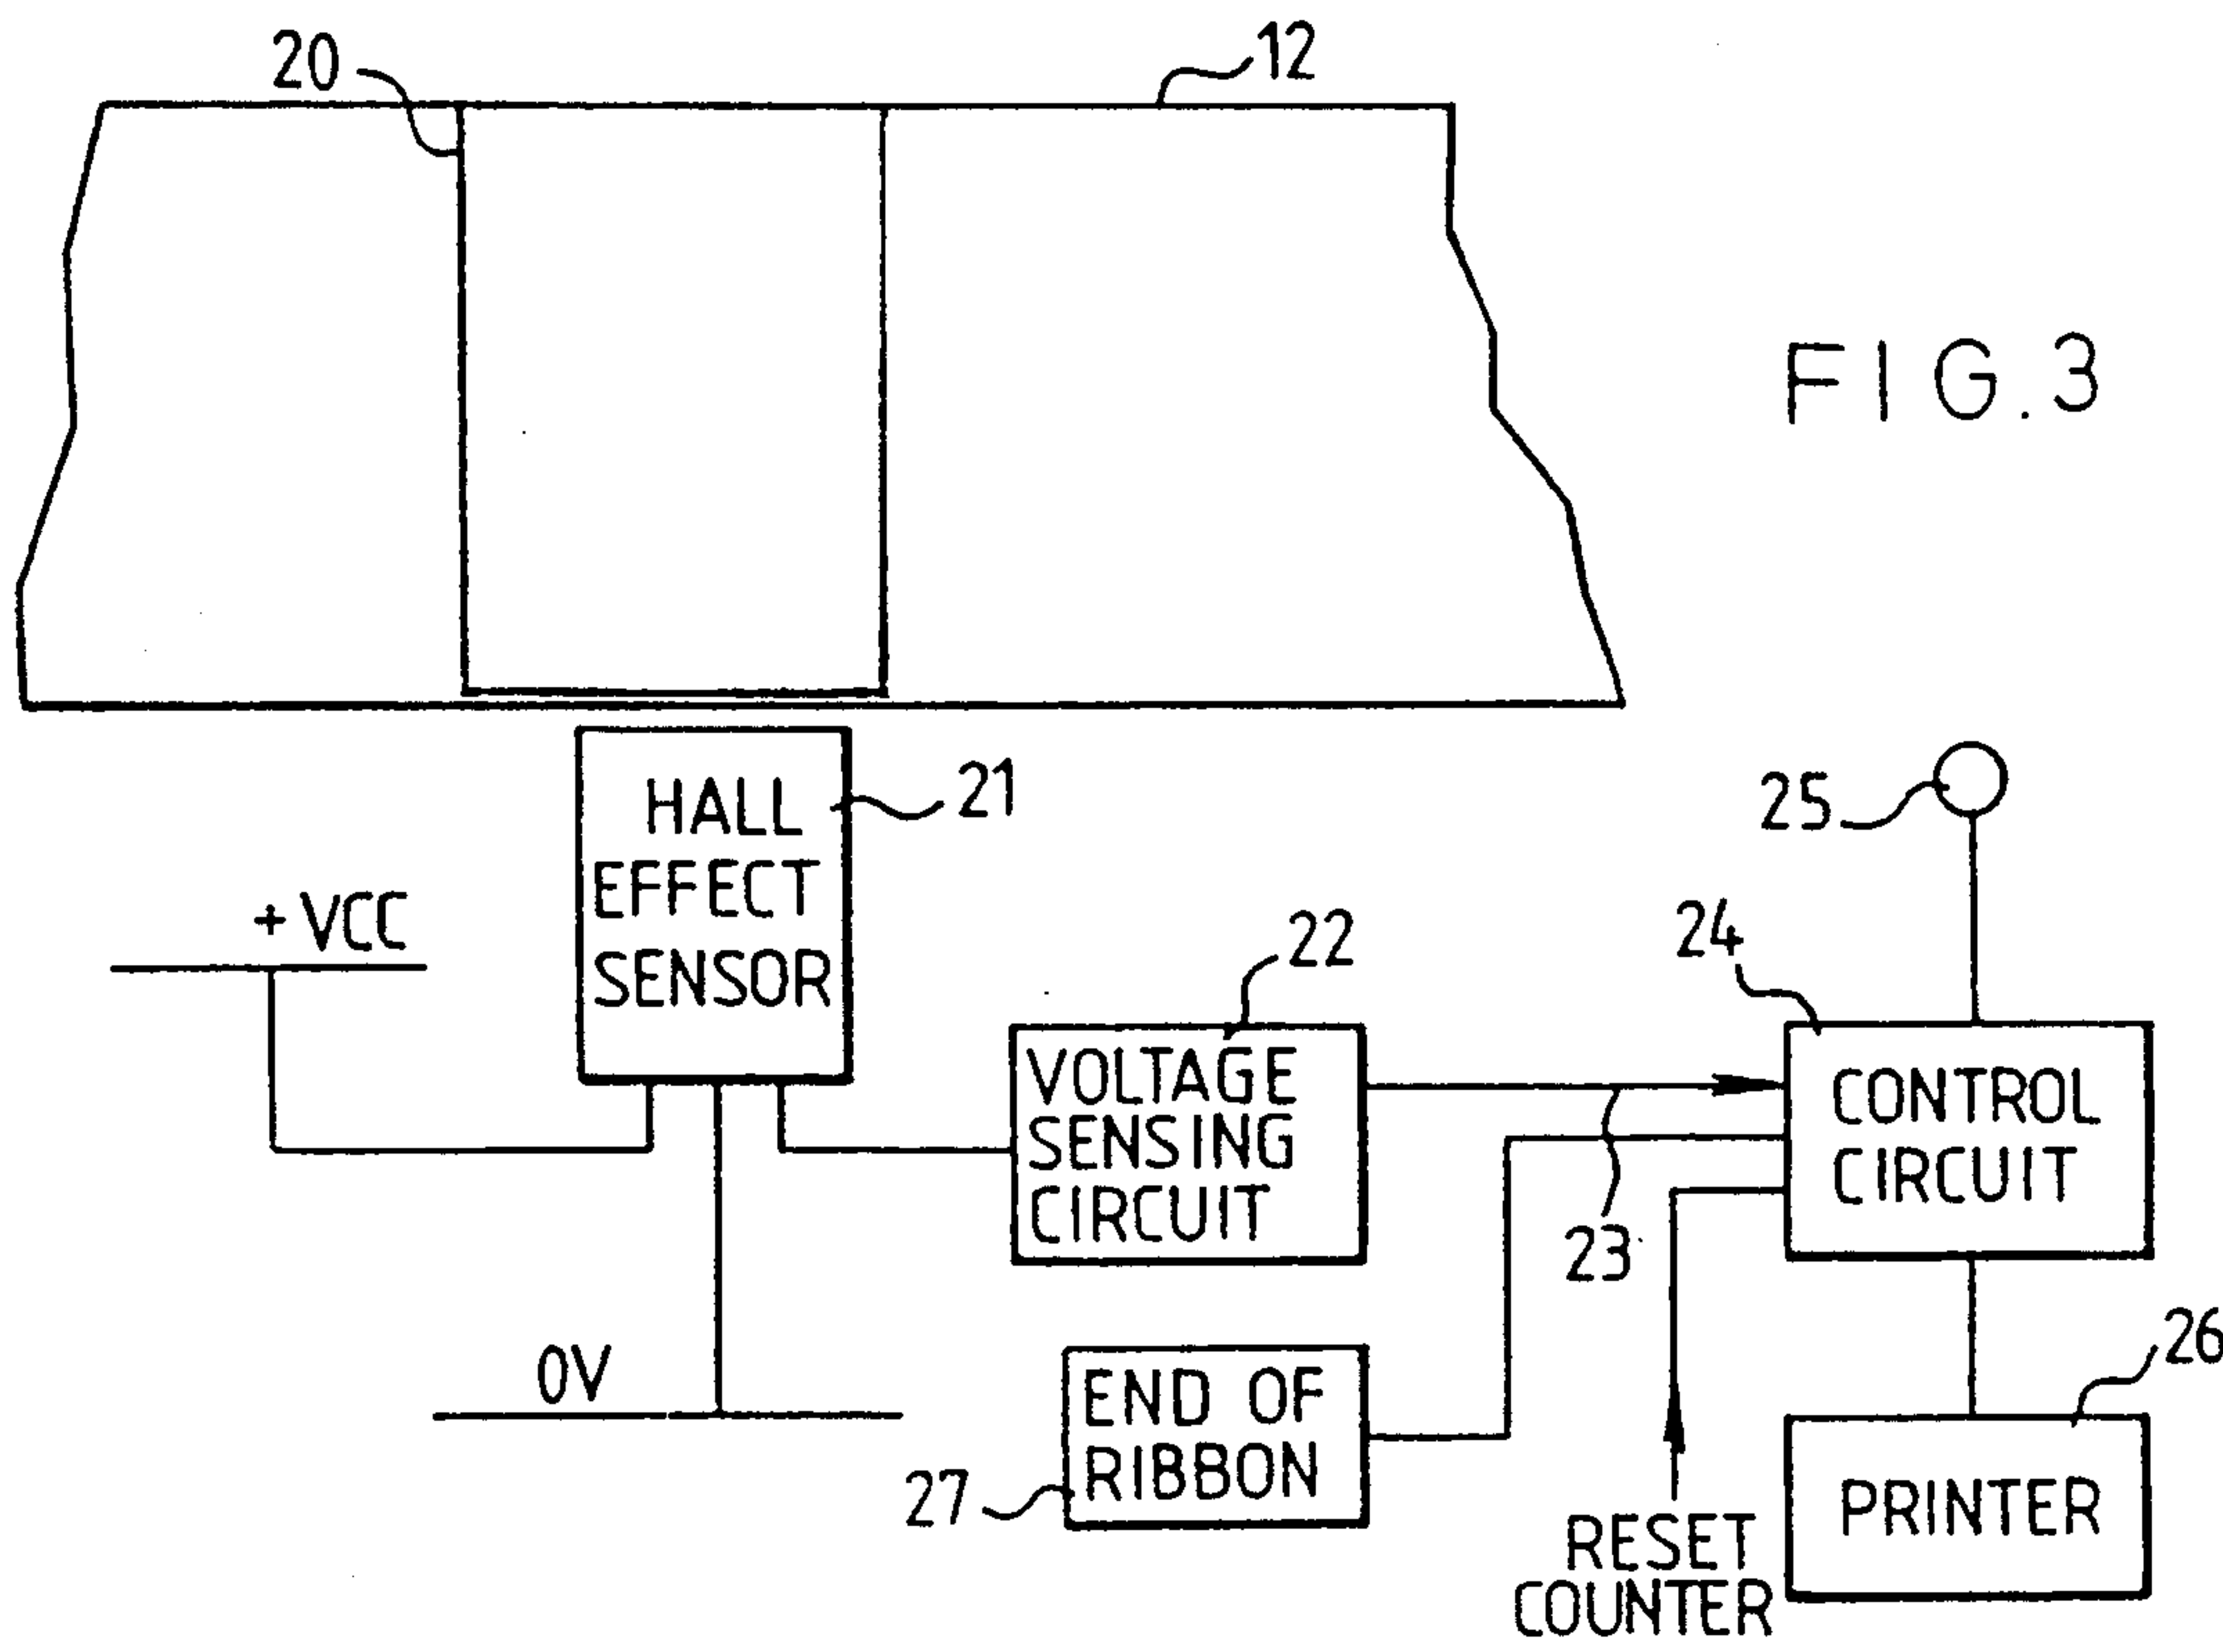 20
12
FIG.3
HALL
EFFECT
SENSOR
21
25
+VCC
22
24
VOLTAGE
SENSING
CIRCUIT
CONTROL
CIRCUIT
23
0V
END OF
RIBBON
27
26
PRINTER
RESET
COUNTER